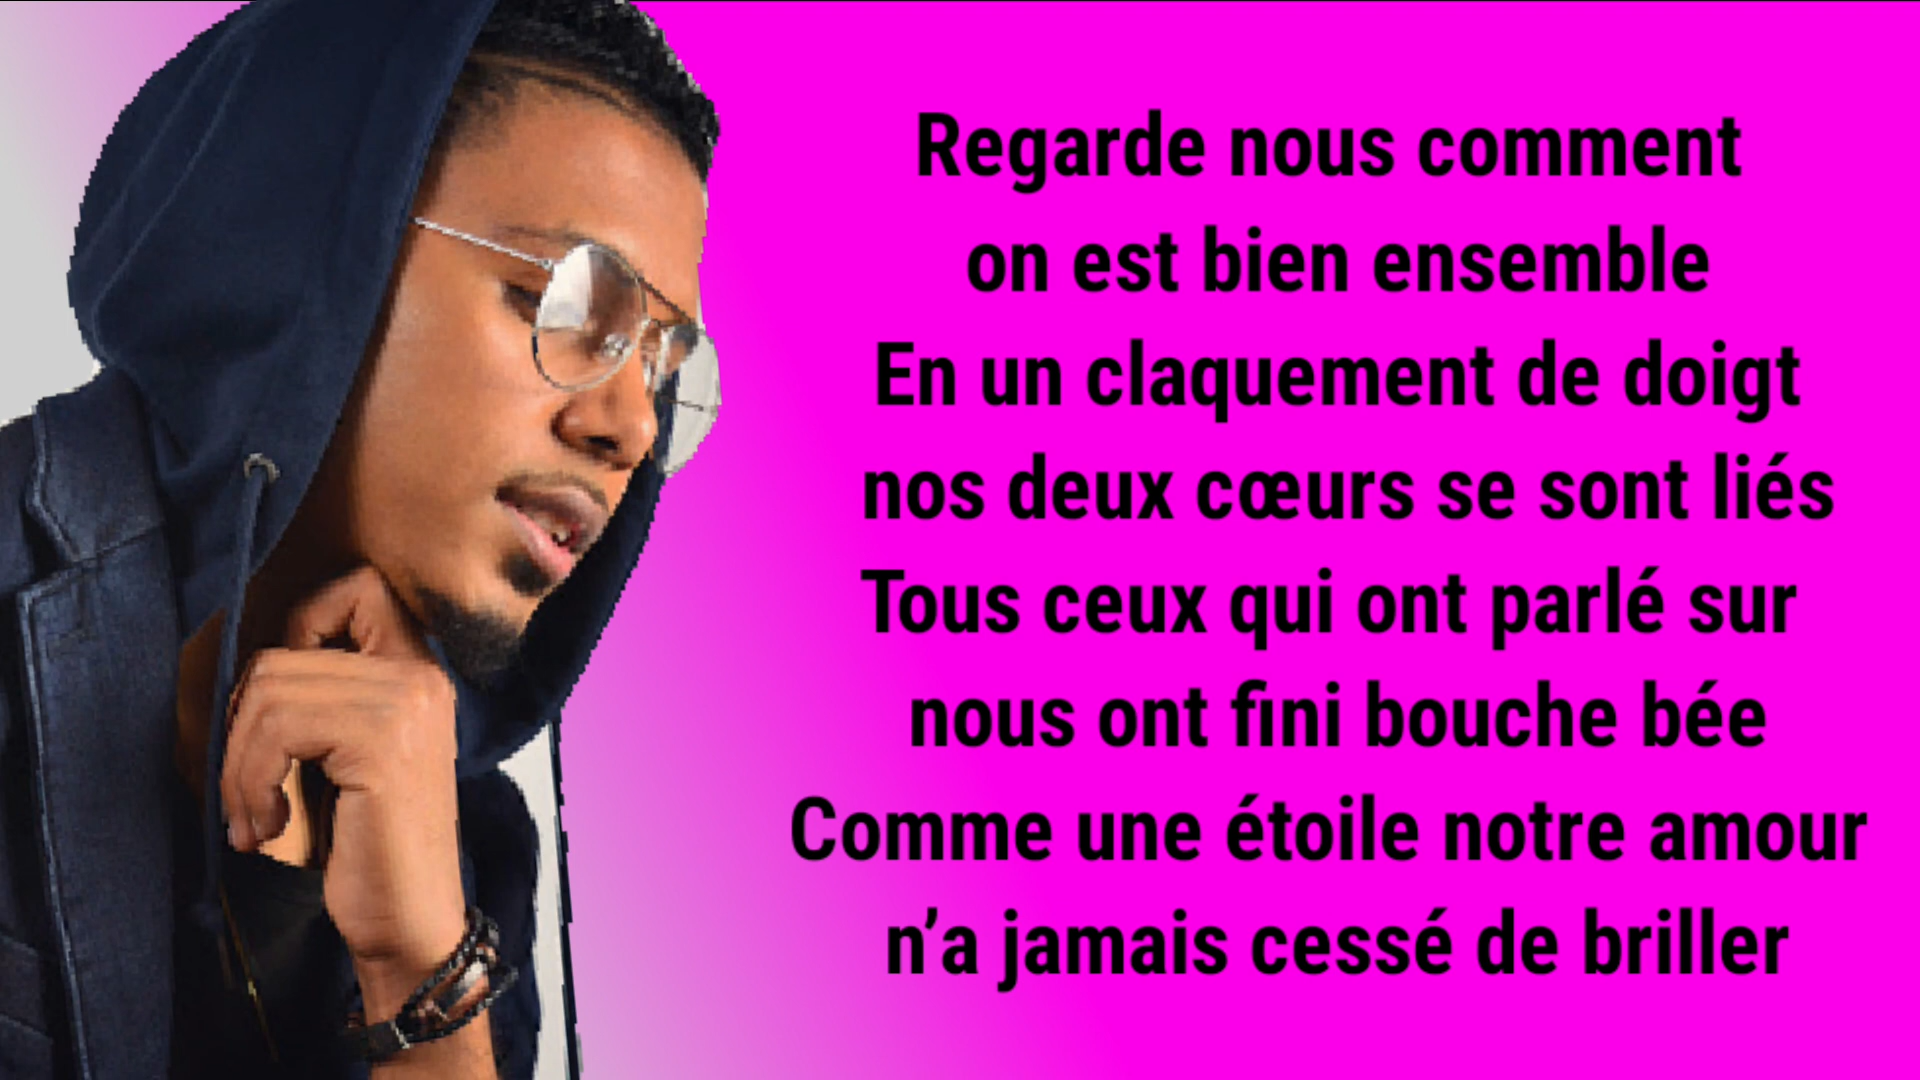 Regarde nous comment
on est bien ensemble
En un claquement de doigt
nos deux cœurs se sont liés
Tous ceux qui ont parlé sur
nous ont fini bouche bée
Comme une étoile notre amour
n’a jamais cessé de briller